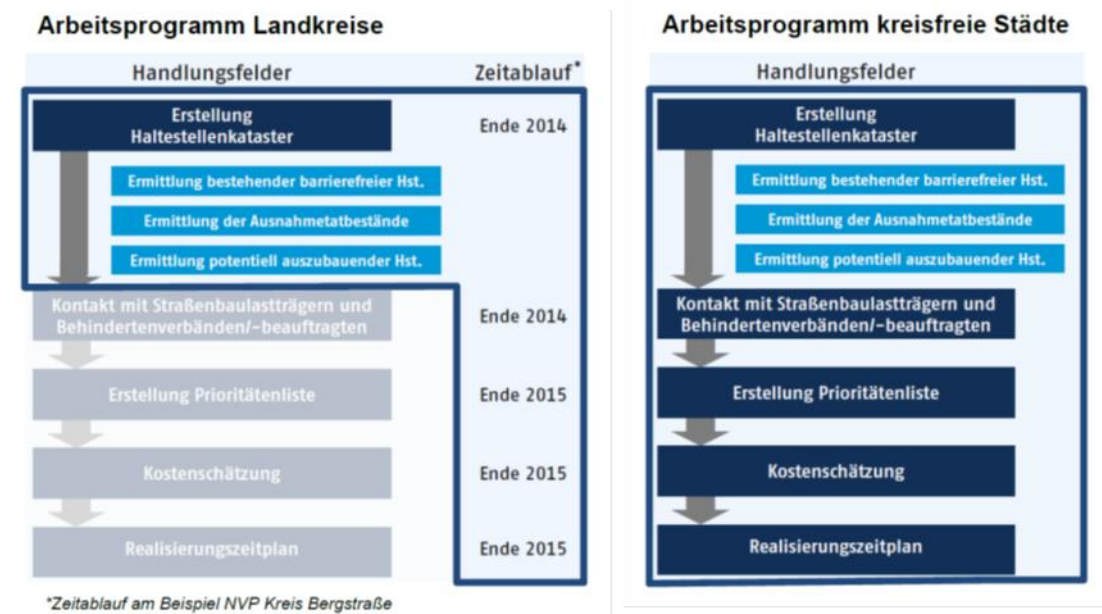 Arbeitsprogramm Landkreise
Handlungsfelder
Zeitablauf*
Erstellung
Haltestellenkataster
Ende 2014
Ermittlung bestehender barrierefreier Hst.
Ermittlung der Ausnahmetatbestände
Ermittlung potentiell auszubauender Hst.
Kontakt mit Straßenbaulastträgern und
Behindertenverbänden/-beauftragten
Ende 2014
Erstellung Prioritätenliste
Ende 2015
Kostenschätzung
Ende 2015
Realisierungszeitplan
Ende 2015
*Zeitablauf am Beispiel NVP Kreis Bergstraße
Arbeitsprogramm kreisfreie Städte
Handlungsfelder
Erstellung
Haltestellenkataster
Ermittlung bestehender barrierefreier Hst.
Ermittlung der Ausnahmetatbestände
Ermittlung potentiell auszubauender Hst.
Kontakt mit Straßenbaulastträgern und
Behindertenverbänden/-beauftragten
Erstellung Prioritätenliste
Kostenschätzung
Realisierungszeitplan